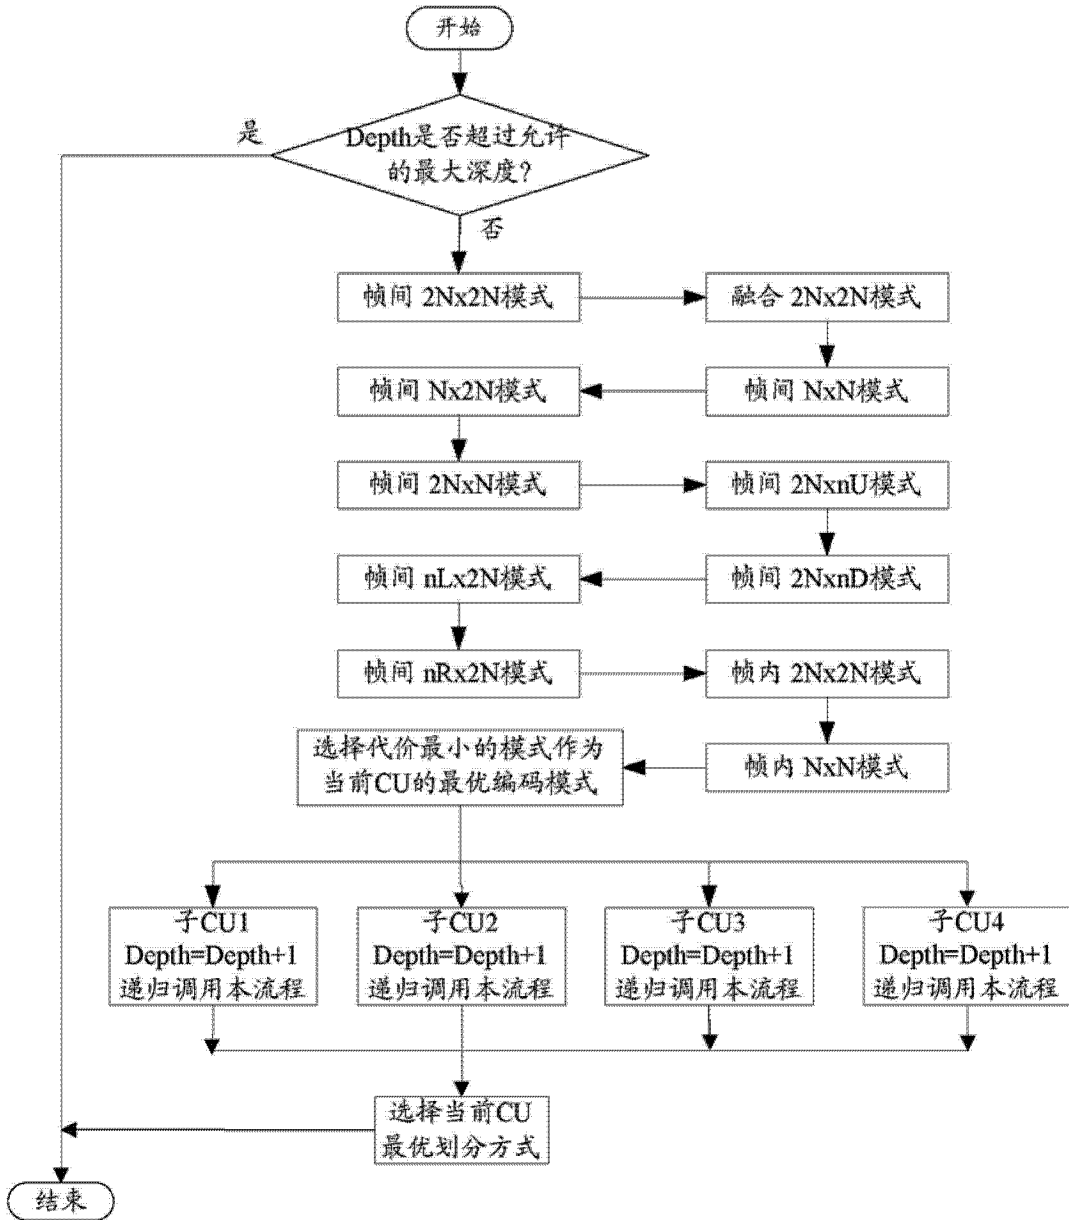 开始
是
Depth是否超过允许
的最大深度?
否
帧间 2Nx2N模式
融合 2Nx2N模式
帧间 Nx2N模式
帧间 NxN模式
帧间 2NxN模式
帧间 2NxnU模式
帧间 nLx2N模式
帧间 2NxnD模式
帧间 nRx2N模式
帧内 2Nx2N模式
选择代价最小的模式作为
当前CU的最优编码模式
帧内 NxN模式
子CU1
Depth=Depth+1
递归调用本流程
子CU2
Depth=Depth+1
递归调用本流程
子CU3
Depth=Depth+1
递归调用本流程
子CU4
Depth=Depth+1
递归调用本流程
选择当前CU
最优划分方式
结束